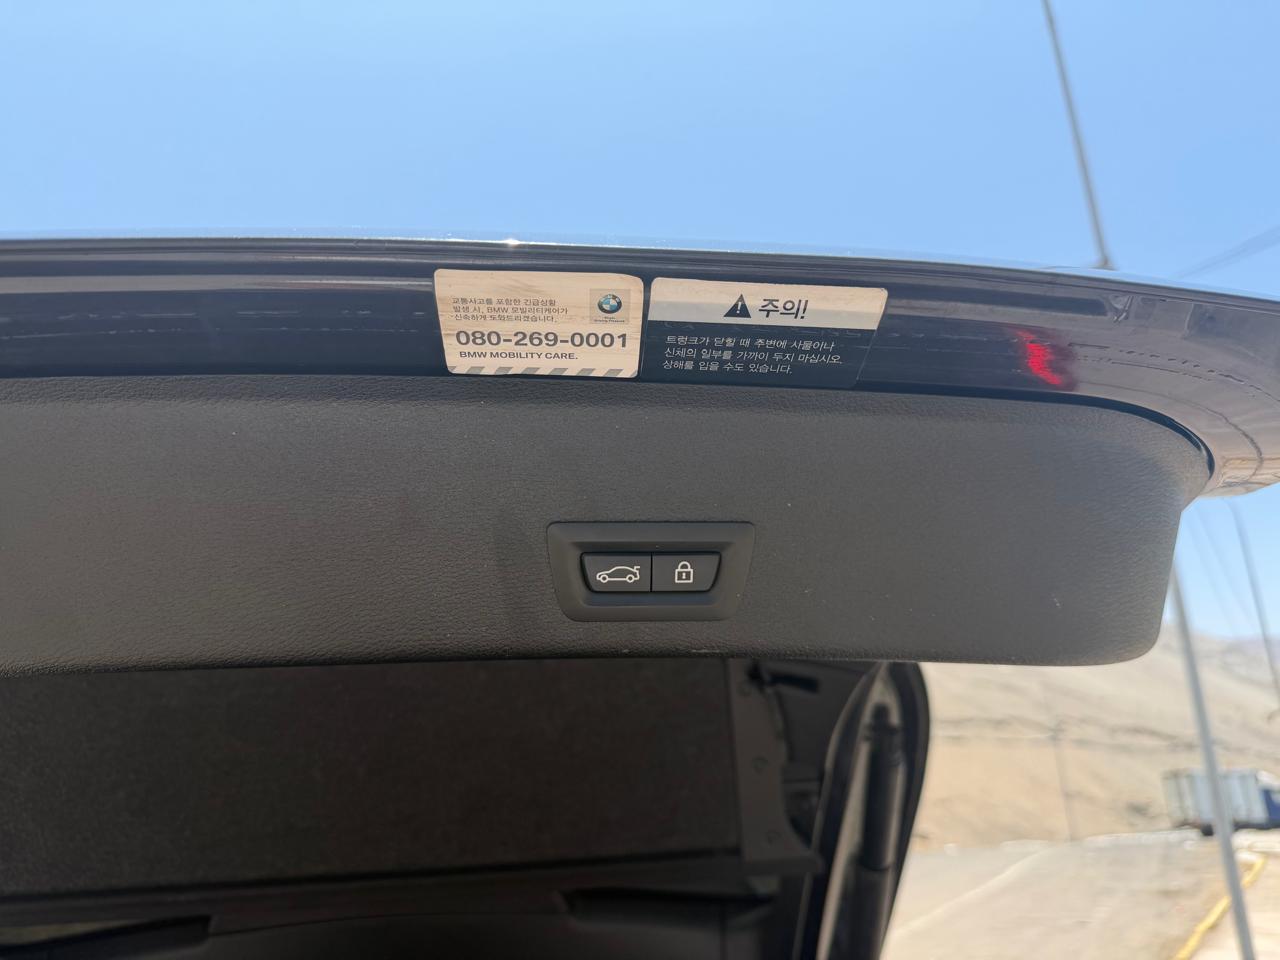 교통사고를 포함한 긴급상황
발생 시, BMW 모빌리티케어가
신속하게 도와드리겠습니다.
080-269-0001
BMW MOBILITY CARE.
주의!
트렁크가 닫힐 때 주변에 사물이나
신체의 일부를 가까이 두지 마십시오.
상해를 입을 수도 있습니다.